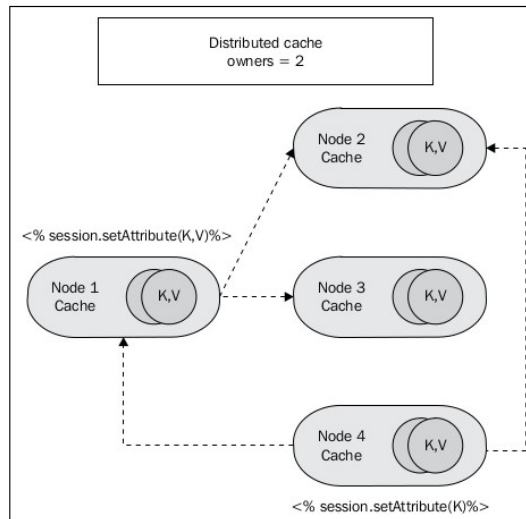 Distributed cache
owners = 2
Node 2
Cache
K,V
<% session.setAttribute(K,V)%>
Node 1
Cache
K,V
Node 3
Cache
K,V
Node 4
Cache
K,V
<% session.setAttribute(K)%>